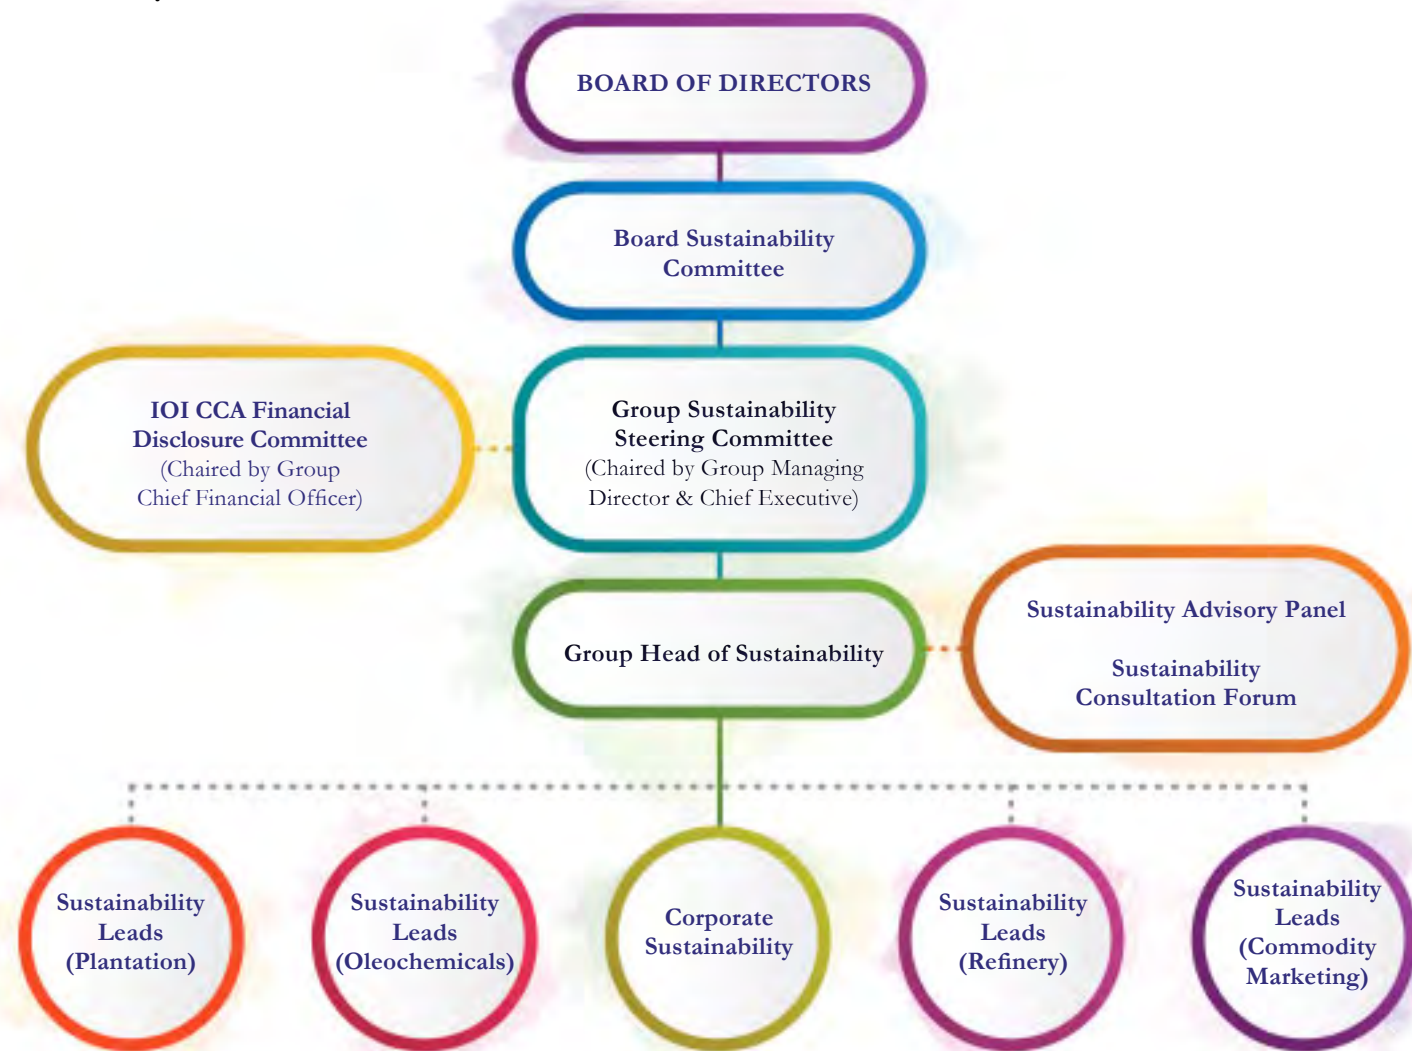 BOARD OF DIRECTORS
Board Sustainability
Committee
IOI CCA Financial
Disclosure Committee
(Chaired by Group
Chief Financial Officer)
Group Sustainability
Steering Committee
(Chaired by Group Managing
Director & Chief Executive)
Group Head of Sustainability
Sustainability Advisory Panel
Sustainability
Consultation Forum
Sustainability
Leads
(Plantation)
Sustainability
Leads
(Oleochemicals)
Corporate
Sustainability
Sustainability
Leads
(Refinery)
Sustainability
Leads
(Commodity
Marketing)